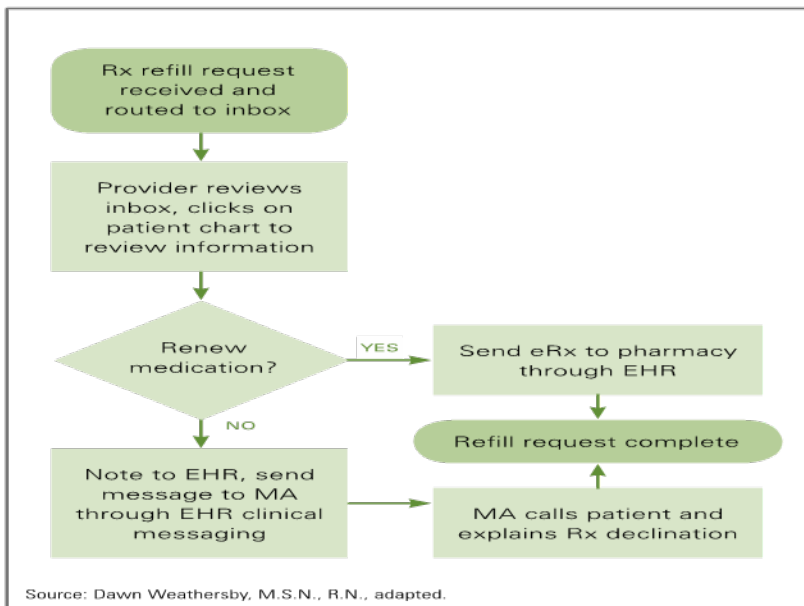 Rx refill request
received and
routed to inbox
Provider reviews
inbox, clicks on
patient chart to
review information
Renew
medication?
YES
Send eRx to pharmacy
through EHR
NO
Refill request complete
Note to EHR, send
message to MA
through EHR clinical
messaging
MA calls patient and
explains Rx declination
Source: Dawn Weathersby, M.S.N., R.N., adapted.